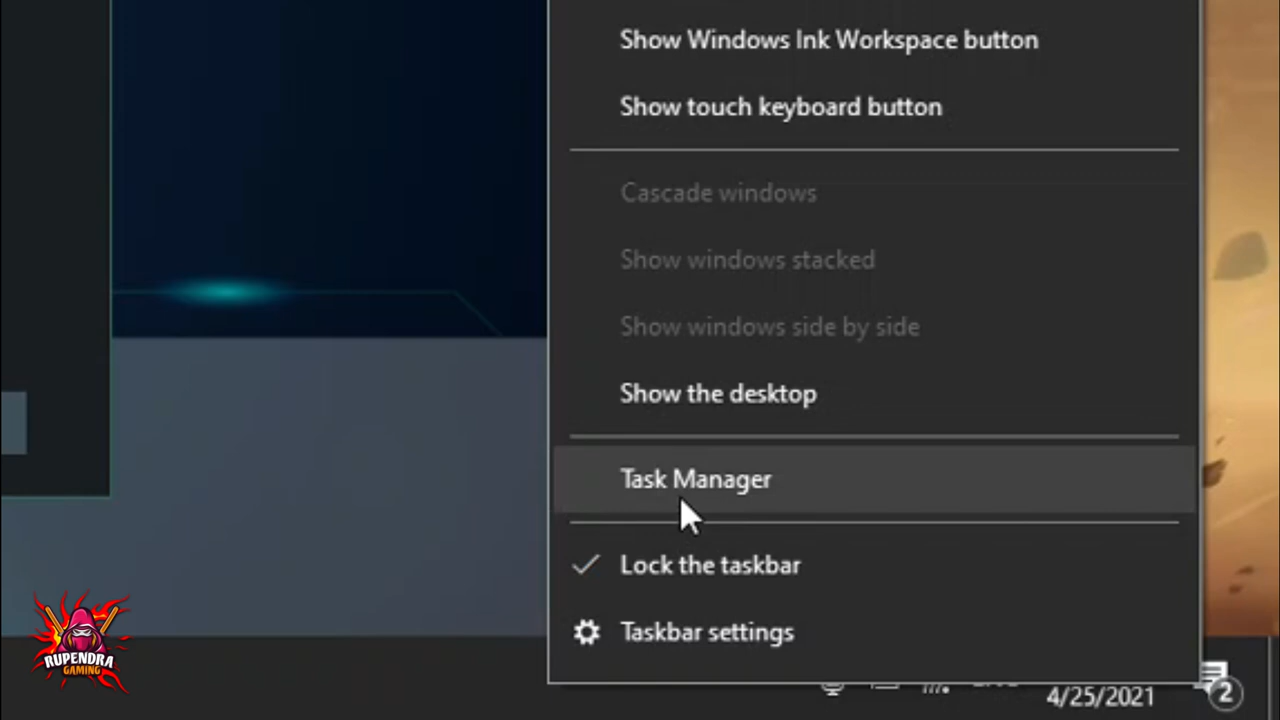 Show Windows Ink Workspace button
Show touch keyboard button
Cascade windows
Show windows stacked
Show windows side by side
Show the desktop
Task Manager
Lock the taskbar
Taskbar settings
RUPENDRA
GAMING
4/25/2021
2